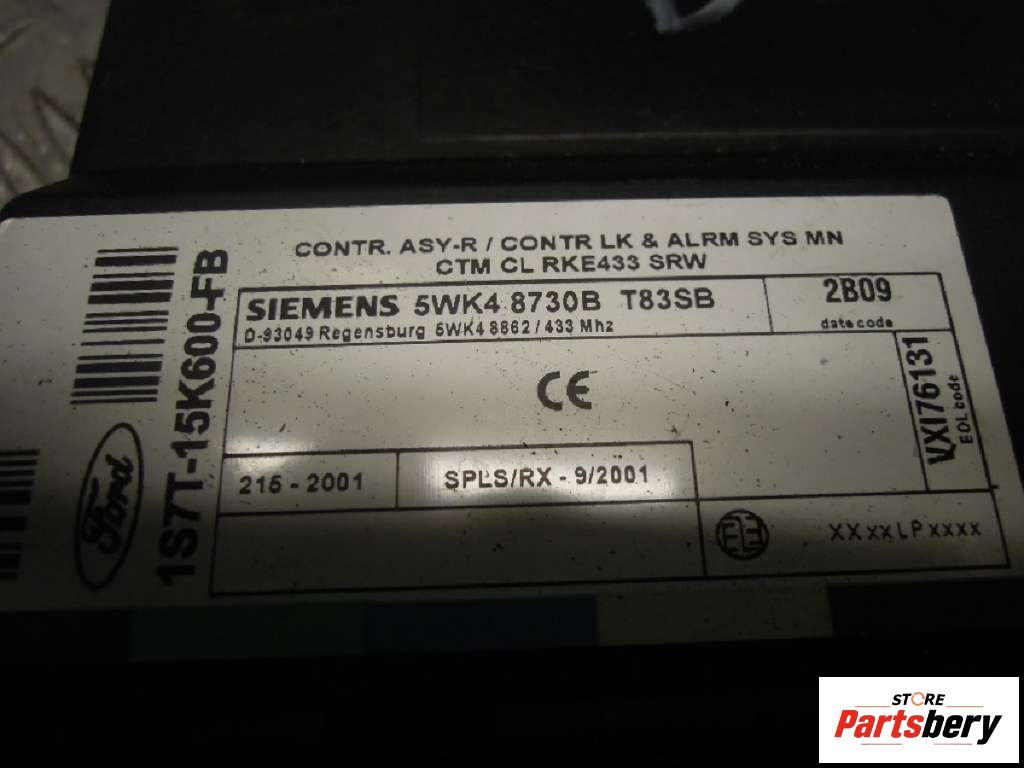 CONTR. ASY-R / CONTR LK & ALRM SYS MN
CTM CL RKE433 SRW
SIEMENS 5WK4 8730B T83SB
D-93049 Regensburg 5WK4 8862 / 433 Mhz
2B09
date code
VXI76131
EOL code
CE
215 - 2001
SPLS/RX - 9/2001
XXXXLPXXXX
Ford
1S7T-15K600-FB
STORE
Partsbery